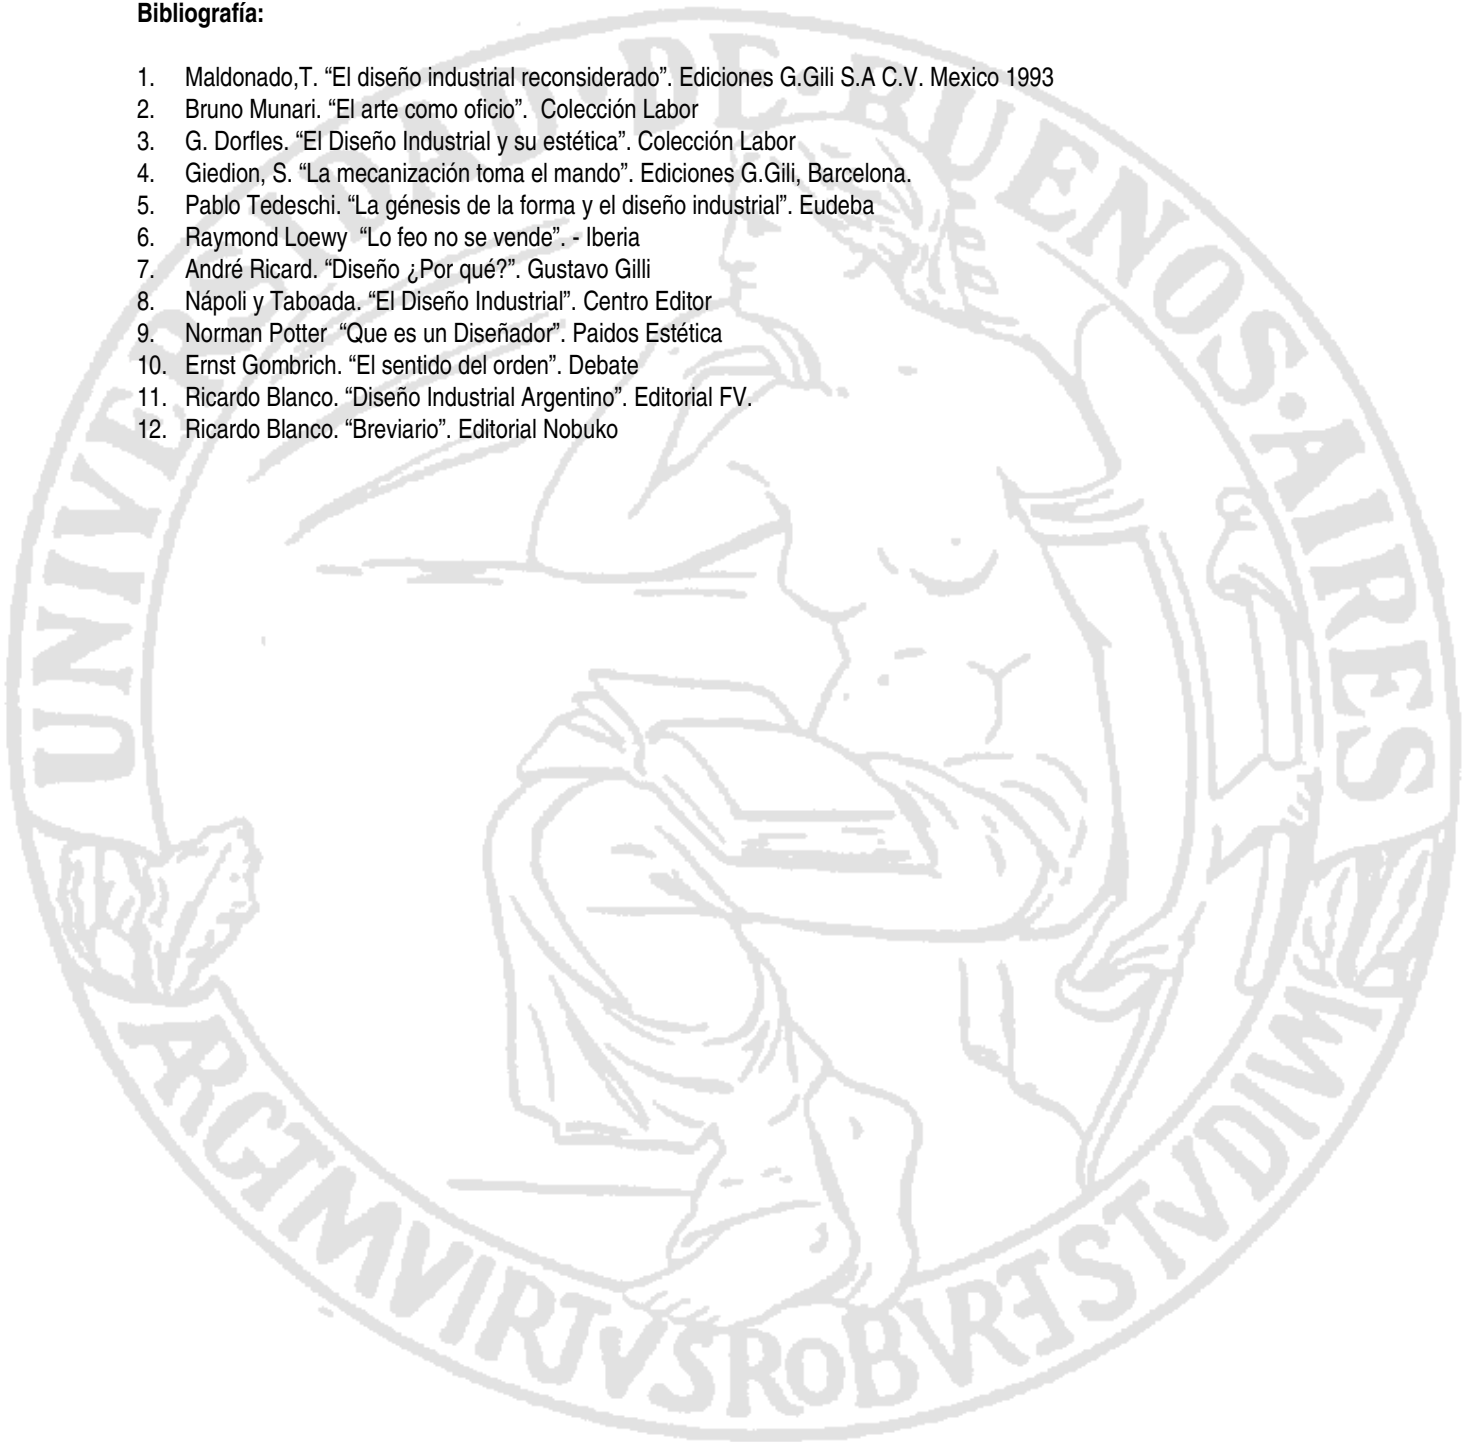 Bibliografía:
1. Maldonado,T. “El diseño industrial reconsiderado”. Ediciones G.Gili S.A C.V. Mexico 1993
2. Bruno Munari. “El arte como oficio”. Colección Labor
3. G. Dorfles. “El Diseño Industrial y su estética”. Colección Labor
4. Giedion, S. “La mecanización toma el mando”. Ediciones G.Gili, Barcelona.
5. Pablo Tedeschi. “La génesis de la forma y el diseño industrial”. Eudeba
6. Raymond Loewy “Lo feo no se vende”. - Iberia
7. André Ricard. “Diseño ¿Por qué?”. Gustavo Gilli
8. Nápoli y Taboada. “El Diseño Industrial”. Centro Editor
9. Norman Potter “Que es un Diseñador”. Paidos Estética
10. Ernst Gombrich. “El sentido del orden”. Debate
11. Ricardo Blanco. “Diseño Industrial Argentino”. Editorial FV.
12. Ricardo Blanco. “Breviario”. Editorial Nobuko
UNIVERSIDAD·DE·BUENOS·AIRES